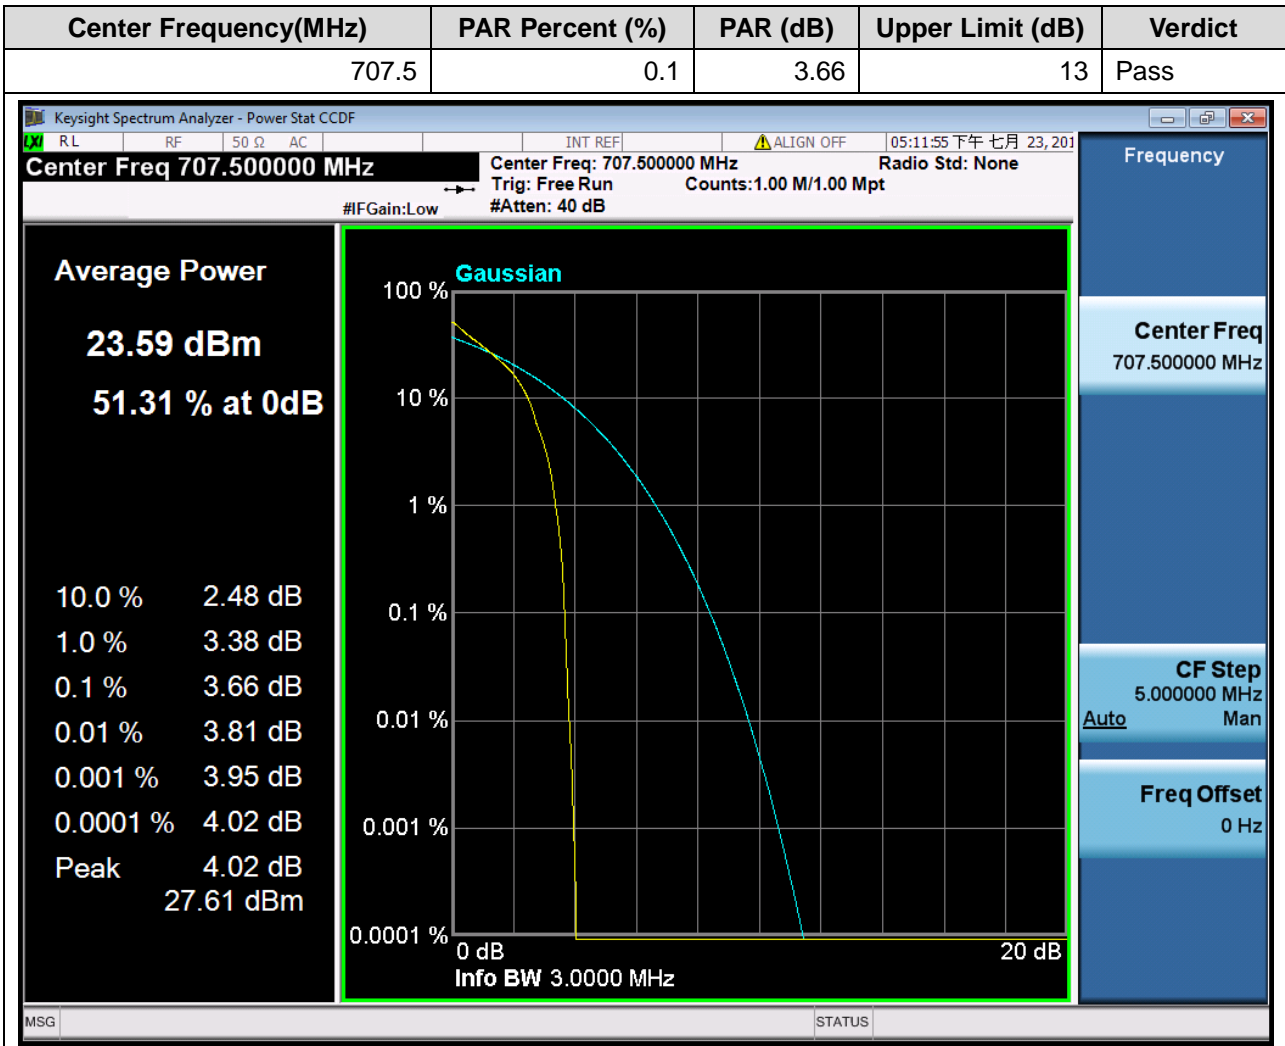 Center Frequency(MHz) PAR Percent (%) PAR (dB) Upper Limit (dB) Verdict
707.5 0.1 3.66 13 Pass
Keysight Spectrum Analyzer - Power Stat CCDF
LXI RL RF 50 Ω AC INT REF ALIGN OFF 05:11:55 下午 七月 23, 201
Center Freq 707.500000 MHz
Center Freq: 707.500000 MHz Radio Std: None
Trig: Free Run Counts:1.00 M/1.00 Mpt
#IFGain:Low #Atten: 40 dB
Average Power
23.59 dBm
51.31 % at 0dB
10.0 % 2.48 dB
1.0 % 3.38 dB
0.1 % 3.66 dB
0.01 % 3.81 dB
0.001 % 3.95 dB
0.0001 % 4.02 dB
Peak 4.02 dB
27.61 dBm
Gaussian
100 %
10 %
1 %
0.1 %
0.01 %
0.001 %
0.0001 %
0 dB 20 dB
Info BW 3.0000 MHz
Frequency
Center Freq
707.500000 MHz
CF Step
5.000000 MHz
Auto Man
Freq Offset
0 Hz
MSG STATUS